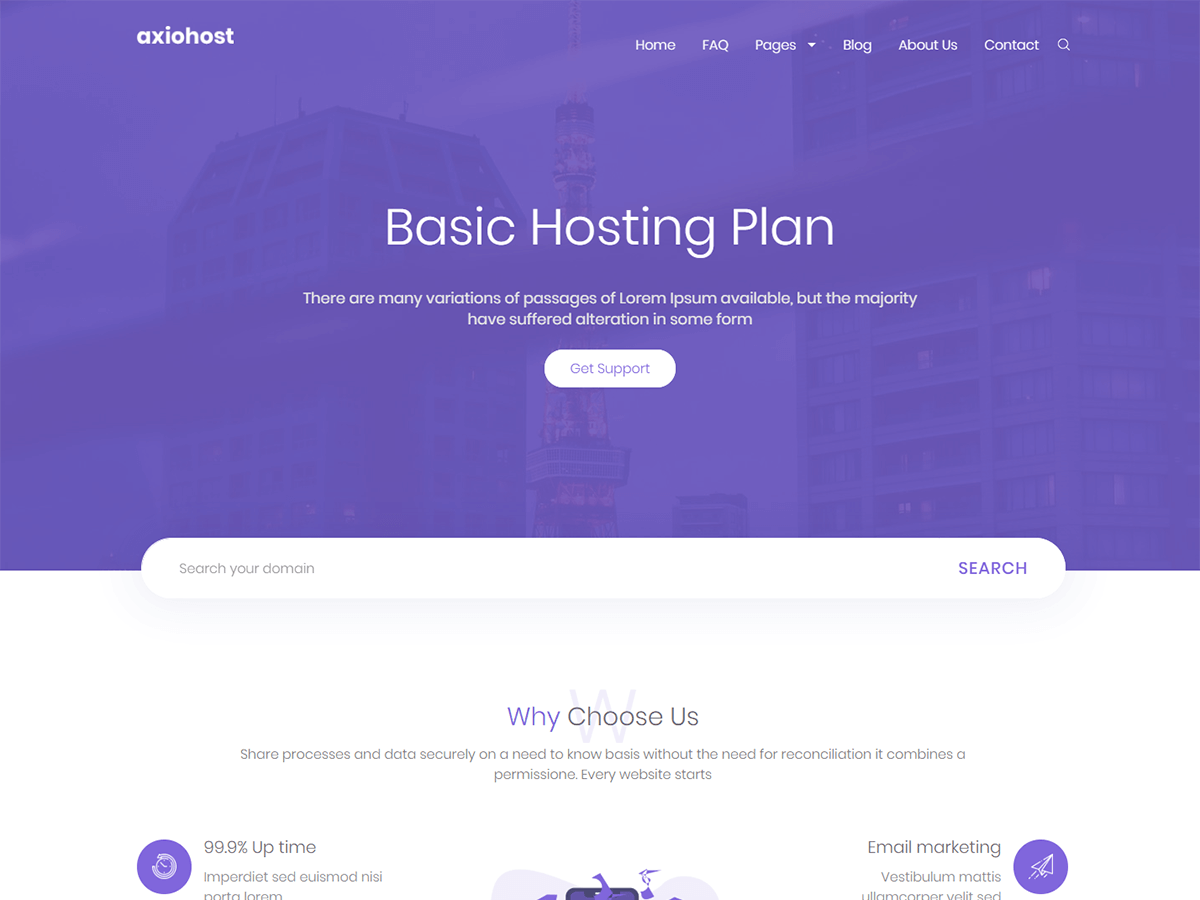 axiohost
Home FAQ Pages Blog About Us Contact
Basic Hosting Plan
There are many variations of passages of Lorem Ipsum available, but the majority
have suffered alteration in some form
Get Support
Search your domain SEARCH
W
Why Choose Us
Share processes and data securely on a need to know basis without the need for reconciliation it combines a
permissione. Every website starts
99.9% Up time
Imperdiet sed euismod nisi
porta lorem
Email marketing
Vestibulum mattis
ullamcorper velit sed